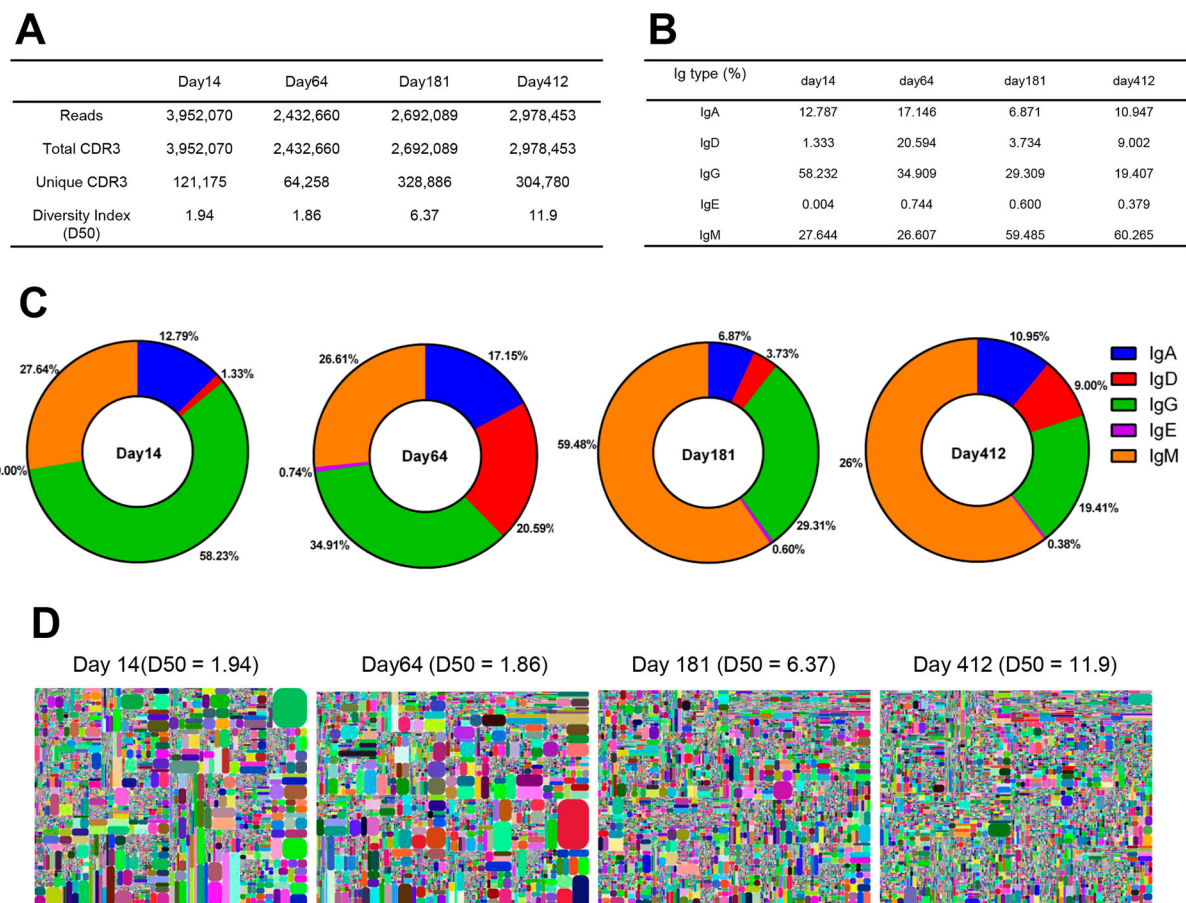 A
Day14 Day64 Day181 Day412
Reads 3,952,070 2,432,660 2,692,089 2,978,453
Total CDR3 3,952,070 2,432,660 2,692,089 2,978,453
Unique CDR3 121,175 64,258 328,886 304,780
Diversity Index 1.94 1.86 6.37 11.9
(D50)
B
Ig type (%) day14 day64 day181 day412
IgA 12.787 17.146 6.871 10.947
IgD 1.333 20.594 3.734 9.002
IgG 58.232 34.909 29.309 19.407
IgE 0.004 0.744 0.600 0.379
IgM 27.644 26.607 59.485 60.265
C
12.79%
1.33%
27.64%
Day14
0.00%
58.23%
26.61%
17.15%
Day64
0.74%
20.59%
34.91%
6.87%
3.73%
59.48%
Day181
29.31%
0.60%
10.95%
9.00%
26%
Day412
19.41%
0.38%
IgA
IgD
IgG
IgE
IgM
D
Day 14(D50 = 1.94)
Day64 (D50 = 1.86)
Day 181 (D50 = 6.37)
Day 412 (D50 = 11.9)